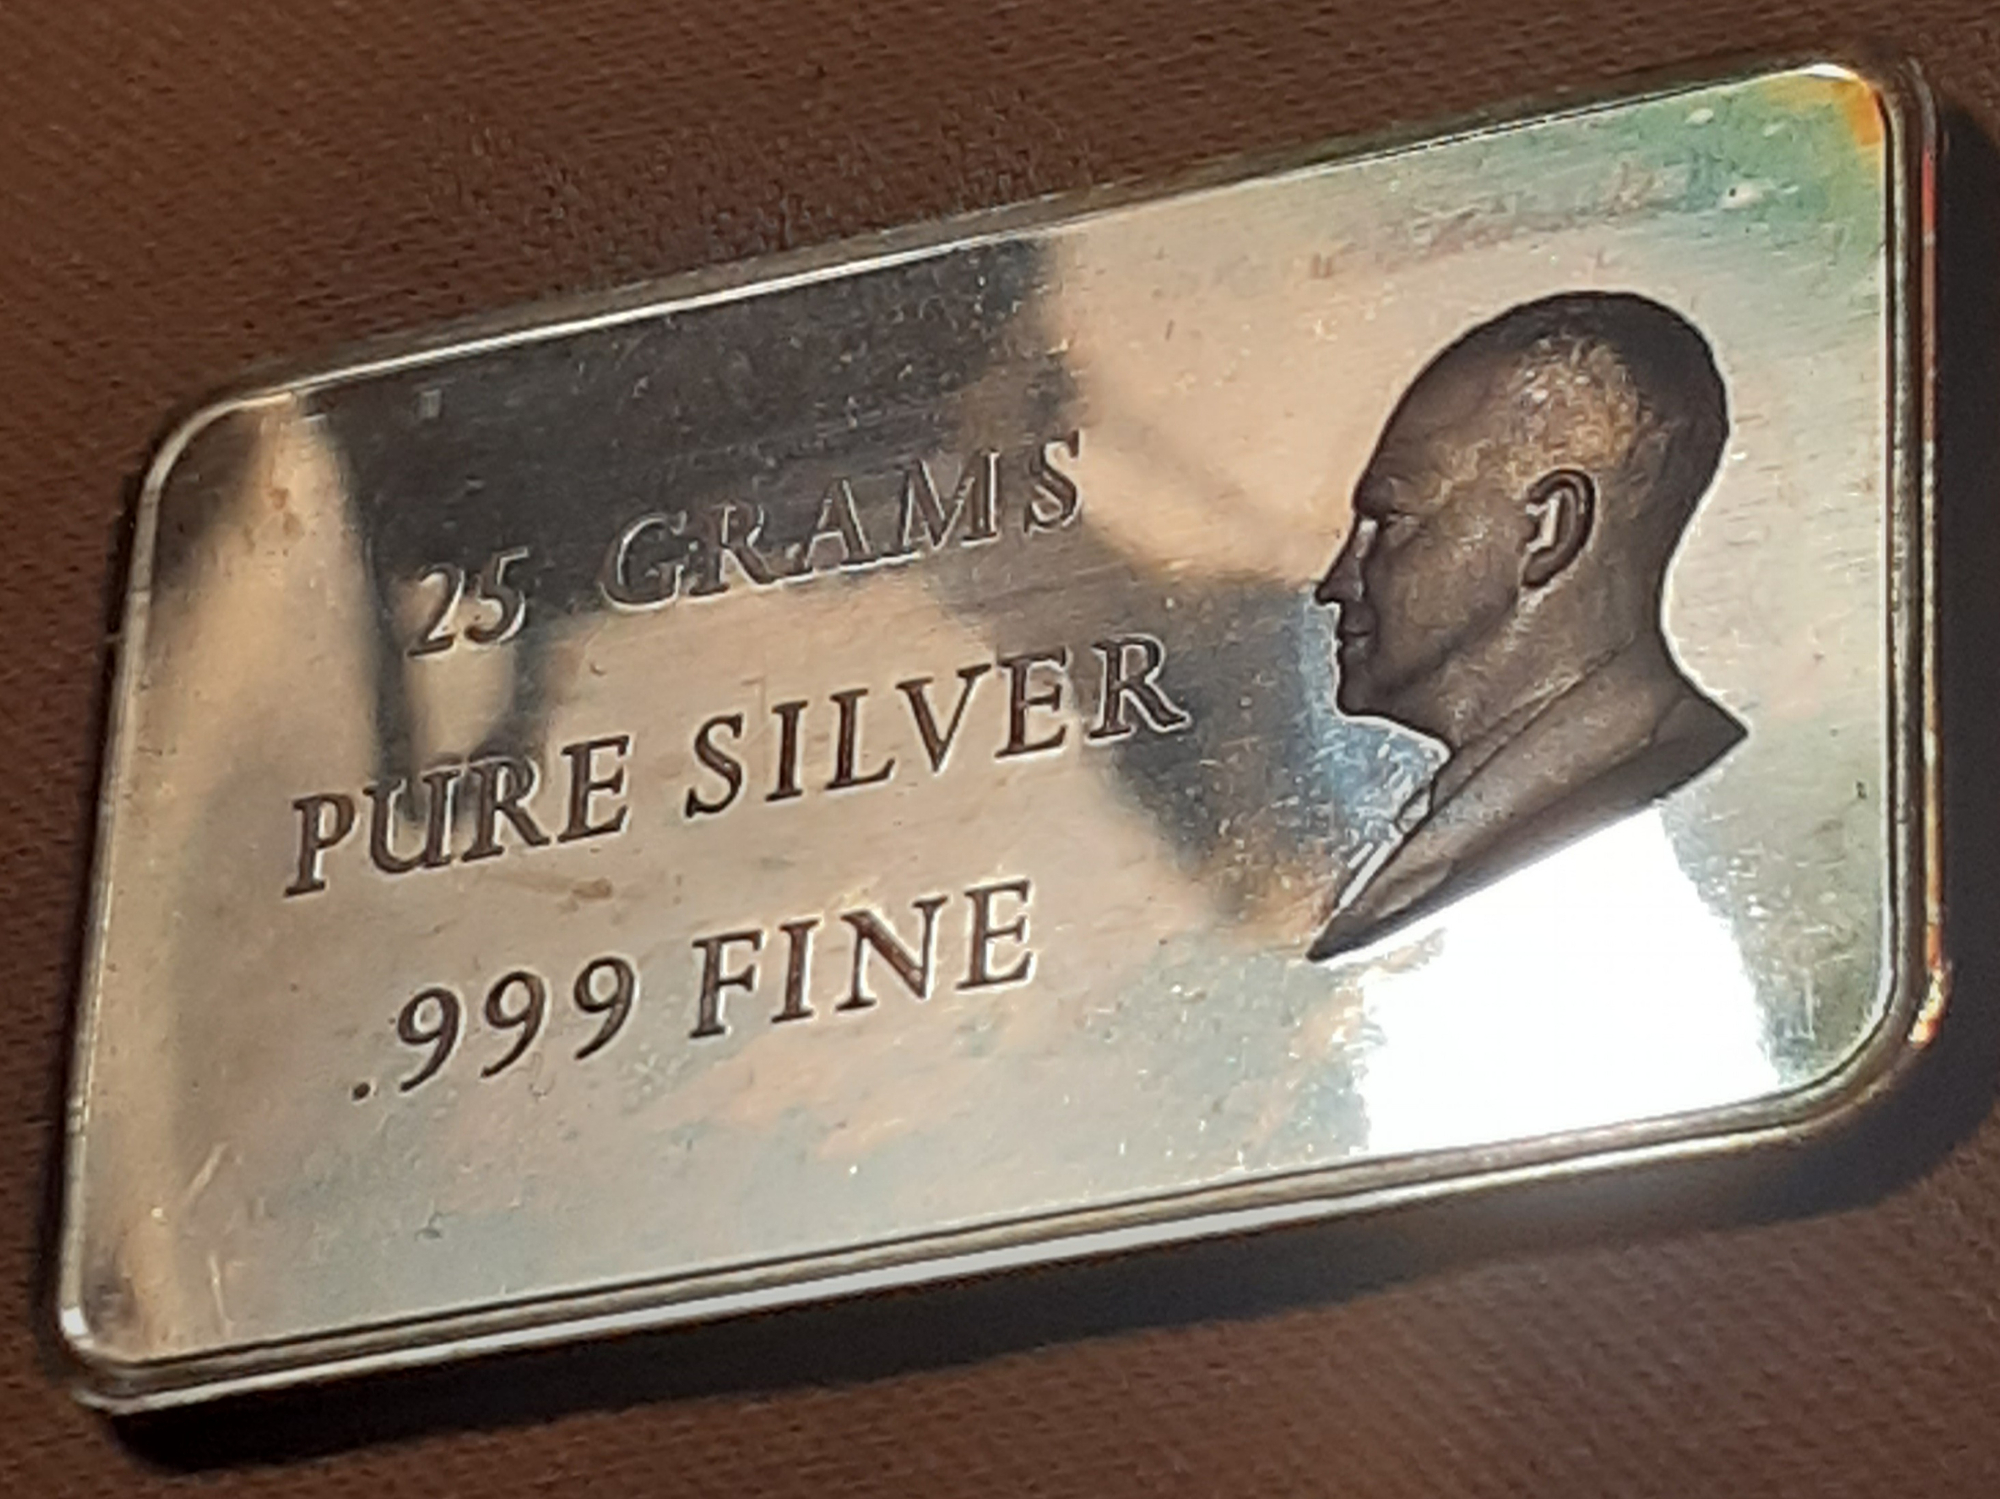 25 GRAMS
PURE SILVER
.999 FINE